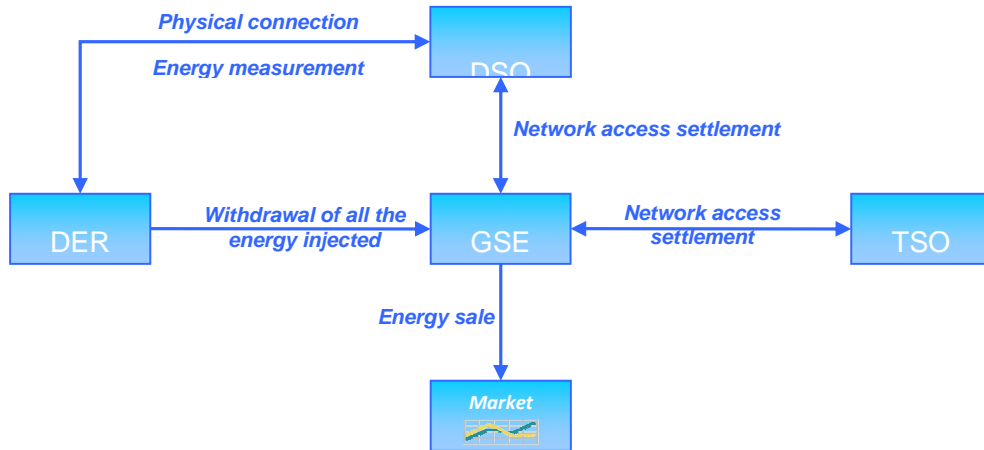 Physical connection
Energy measurement
DSO
Network access settlement
DER
Withdrawal of all the
energy injected
GSE
Network access
settlement
TSO
Energy sale
Market